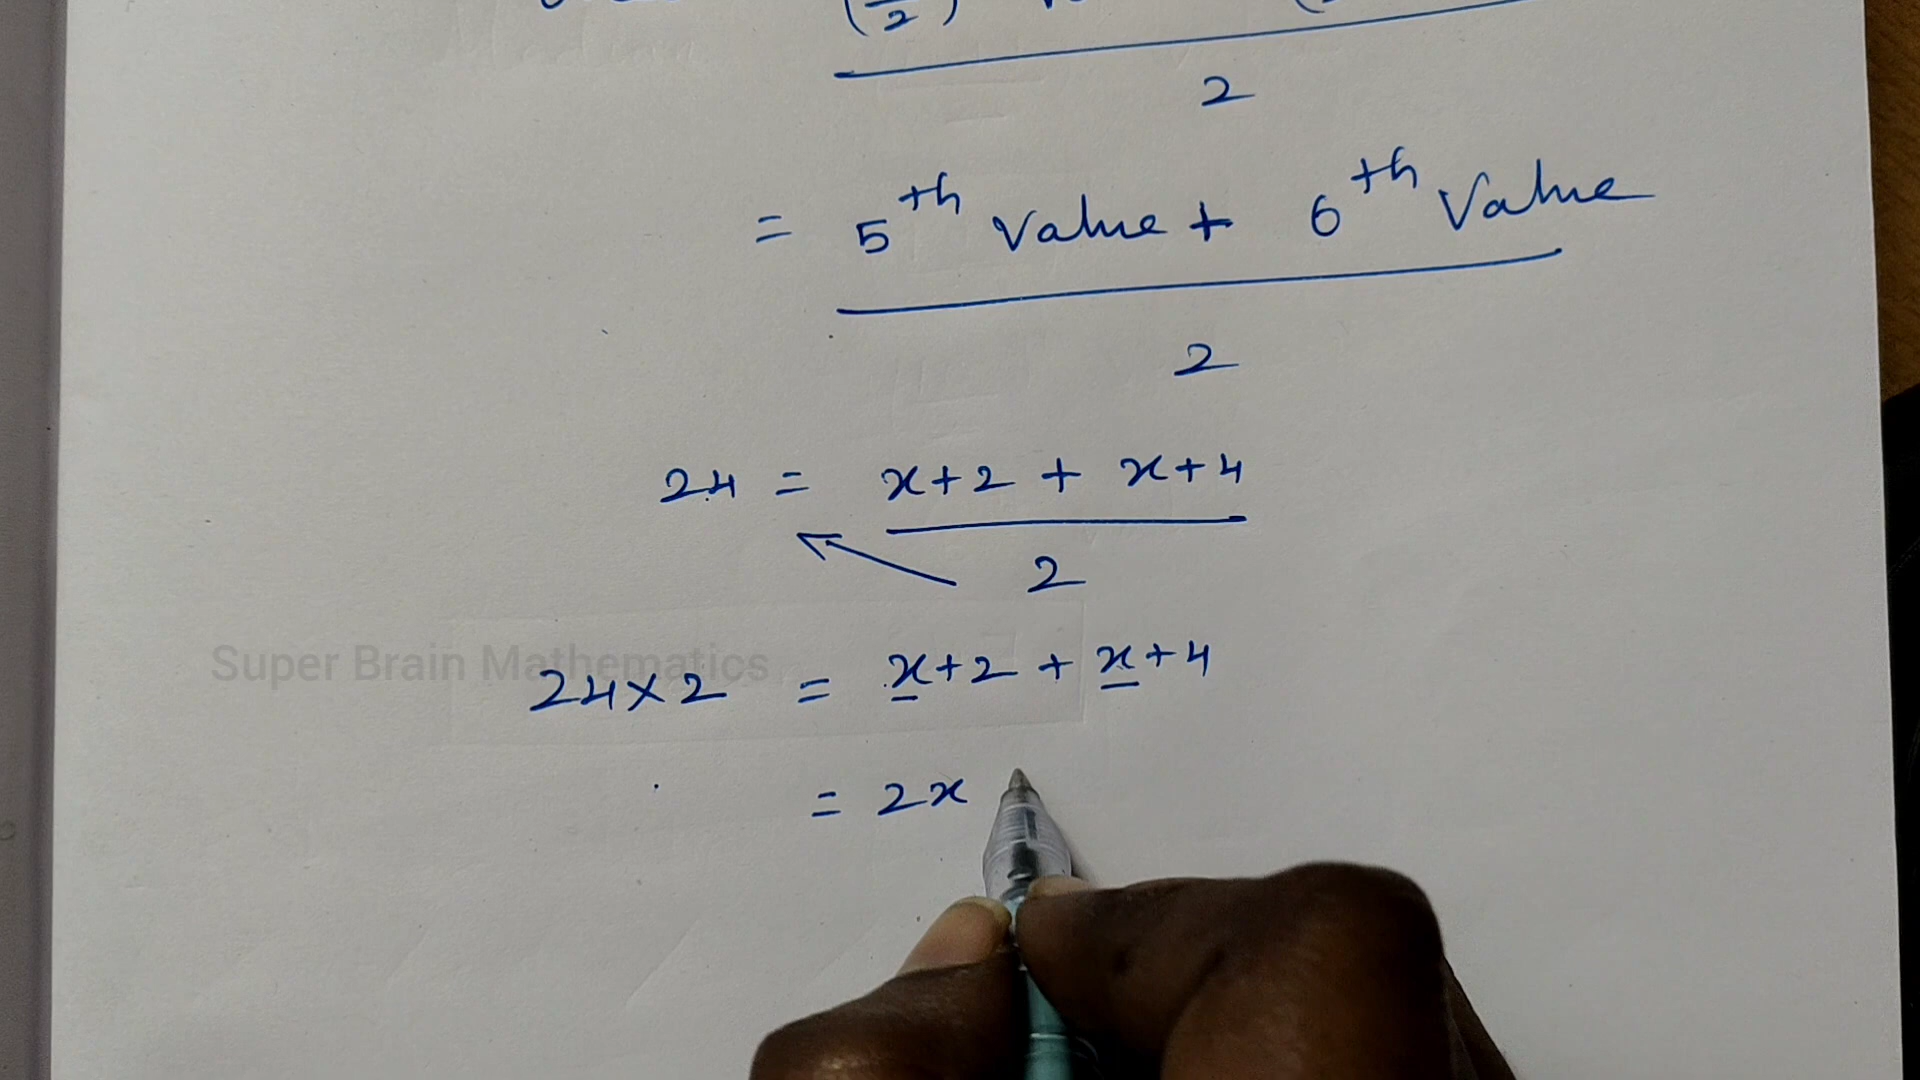 2
= 5th value + 6th Value
2
24 = x+2 + x+4
2
Super Brain Mathematics
24×2 = x+2 + x+4
= 2x